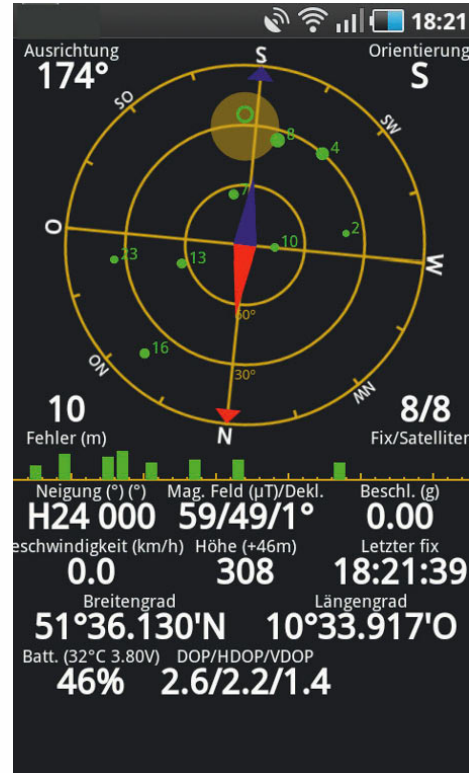 18:21
Ausrichtung
Orientierung
174°
S
S
SO
SW
8
4
7
O
2
10
23
13
W
60°
16
30°
NO
NW
10
N
8/8
Fehler (m)
Fix/Satelliten
Neigung (°) (°) Mag. Feld (µT)/Dekl. Beschl. (g)
H24 000 59/49/1° 0.00
eschwindigkeit (km/h) Höhe (+46m) Letzter fix
0.0 308 18:21:39
Breitengrad Längengrad
51°36.130'N 10°33.917'O
Batt. (32°C 3.80V) DOP/HDOP/VDOP
46% 2.6/2.2/1.4